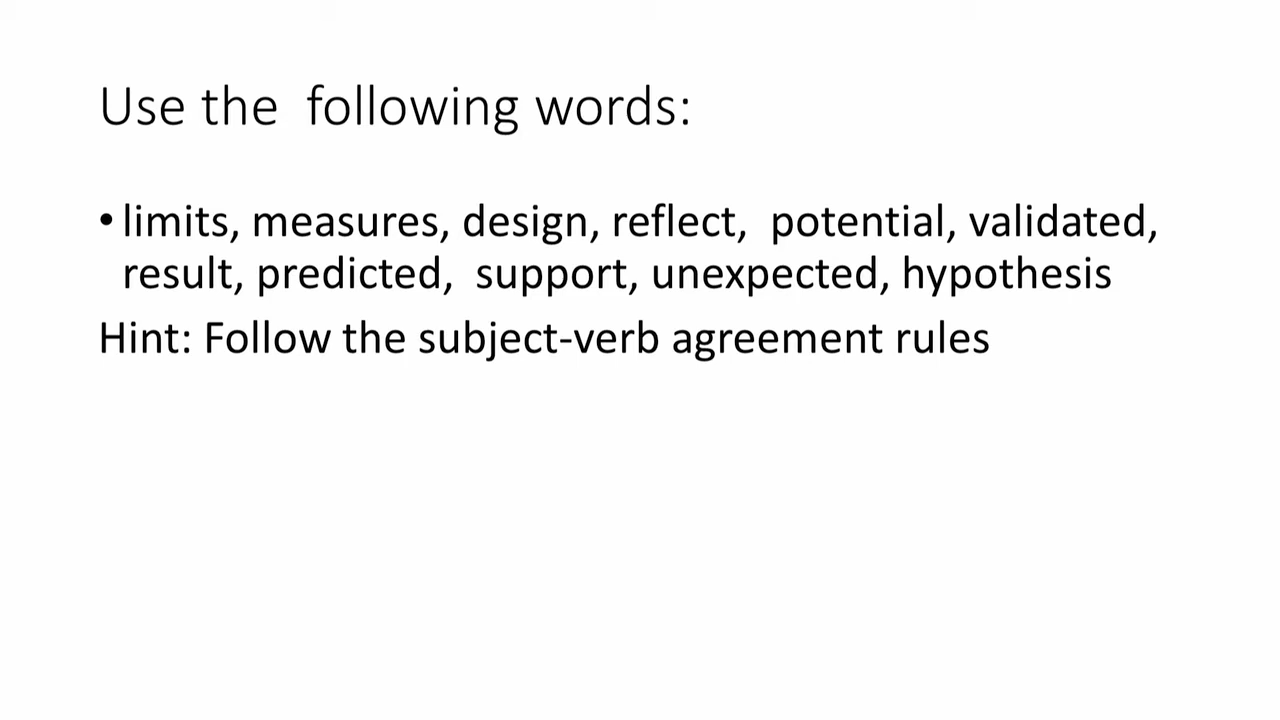 Use the following words:
• limits, measures, design, reflect, potential, validated,
result, predicted, support, unexpected, hypothesis
Hint: Follow the subject-verb agreement rules